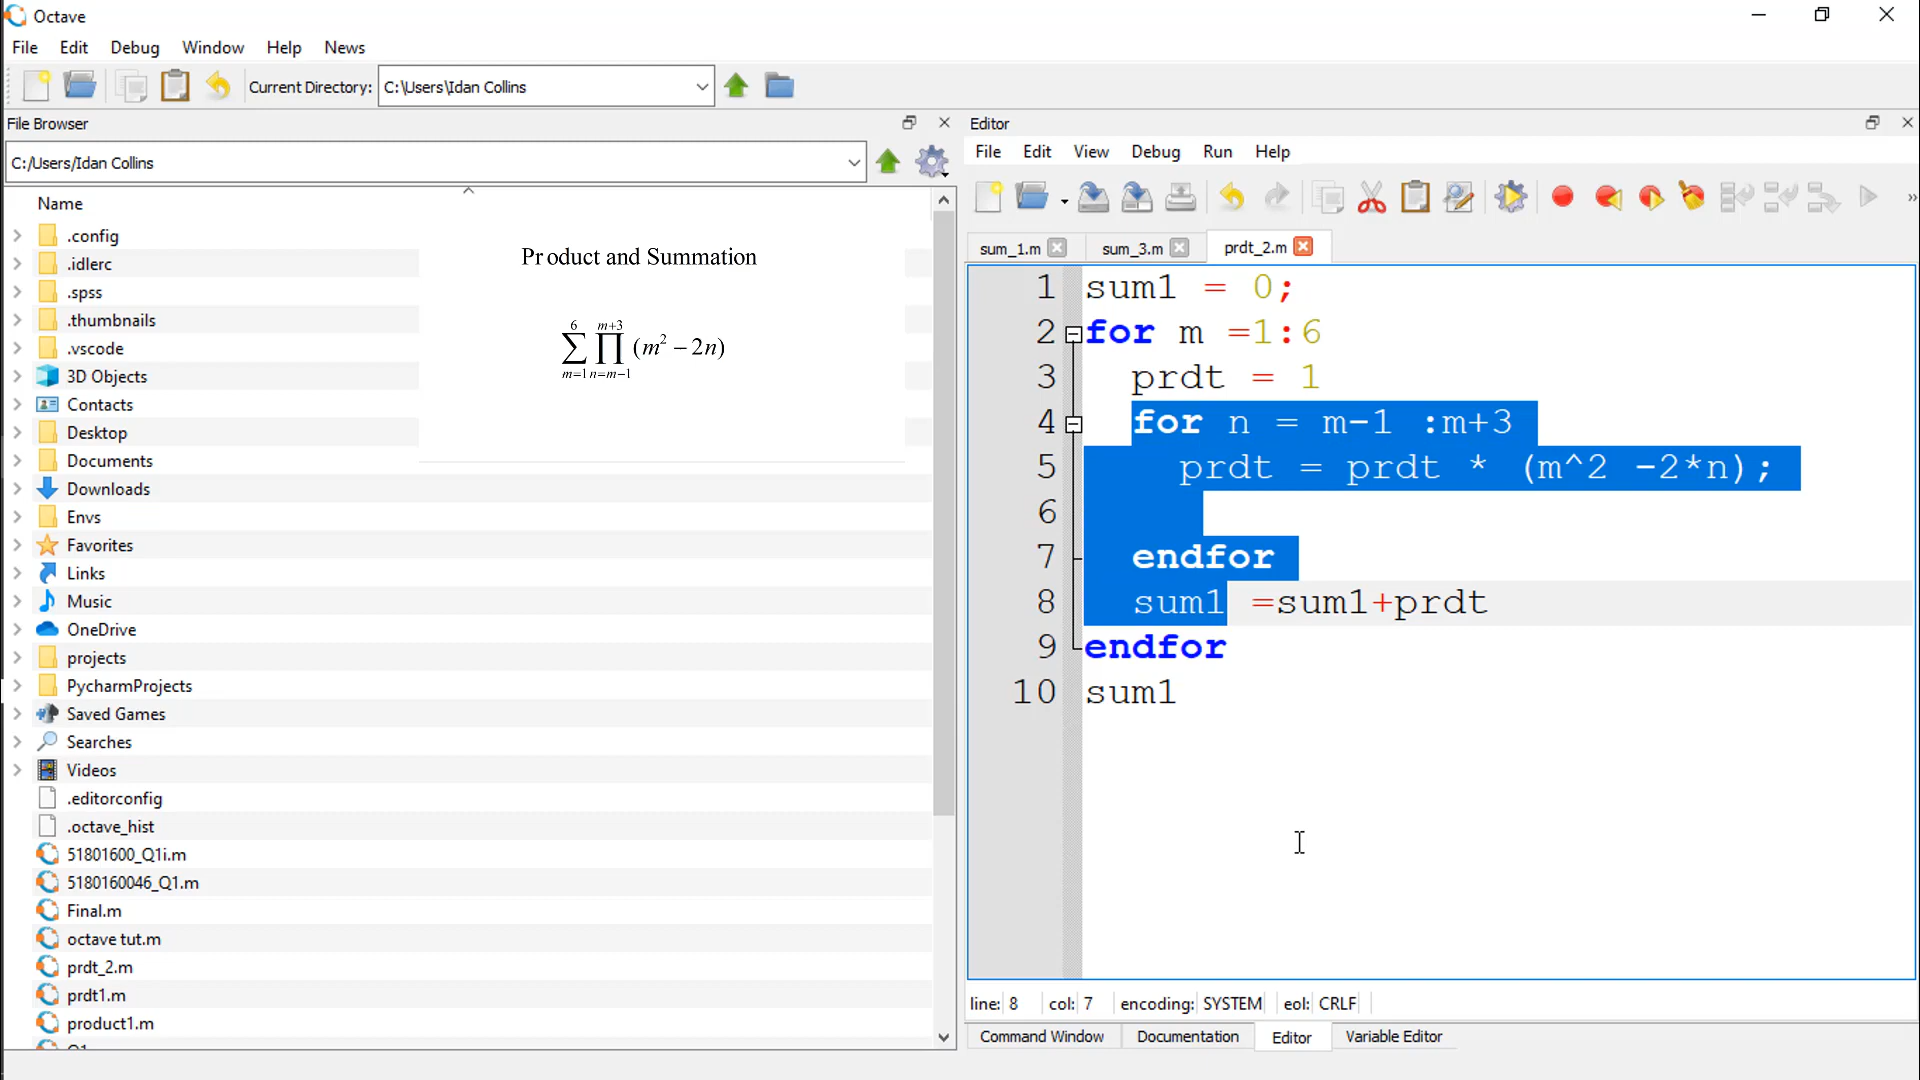 Octave
File Edit Debug Window Help News
Current Directory: C:\Users\Idan Collins
File Browser
C:/Users/Idan Collins
Name
.config
.idlerc
.spss
.thumbnails
.vscode
3D Objects
Contacts
Desktop
Documents
Downloads
Envs
Favorites
Links
Music
OneDrive
projects
PycharmProjects
Saved Games
Searches
Videos
.editorconfig
.octave_hist
51801600_Q1i.m
5180160046_Q1.m
Final.m
octave tut.m
prdt_2.m
prdt1.m
product1.m
Product and Summation
6 m+3
∑ ∏ (m² − 2n)
m=1 n=m−1
Editor
File Edit View Debug Run Help
sum_1.m sum_3.m prdt_2.m
1 sum1 = 0;
2 for m =1:6
3 prdt = 1
4 for n = m-1 :m+3
5 prdt = prdt * (m^2 -2*n);
6
7 endfor
8 sum1 =sum1+prdt
9 endfor
10 sum1
line: 8 col: 7 encoding: SYSTEM eol: CRLF
Command Window Documentation Editor Variable Editor